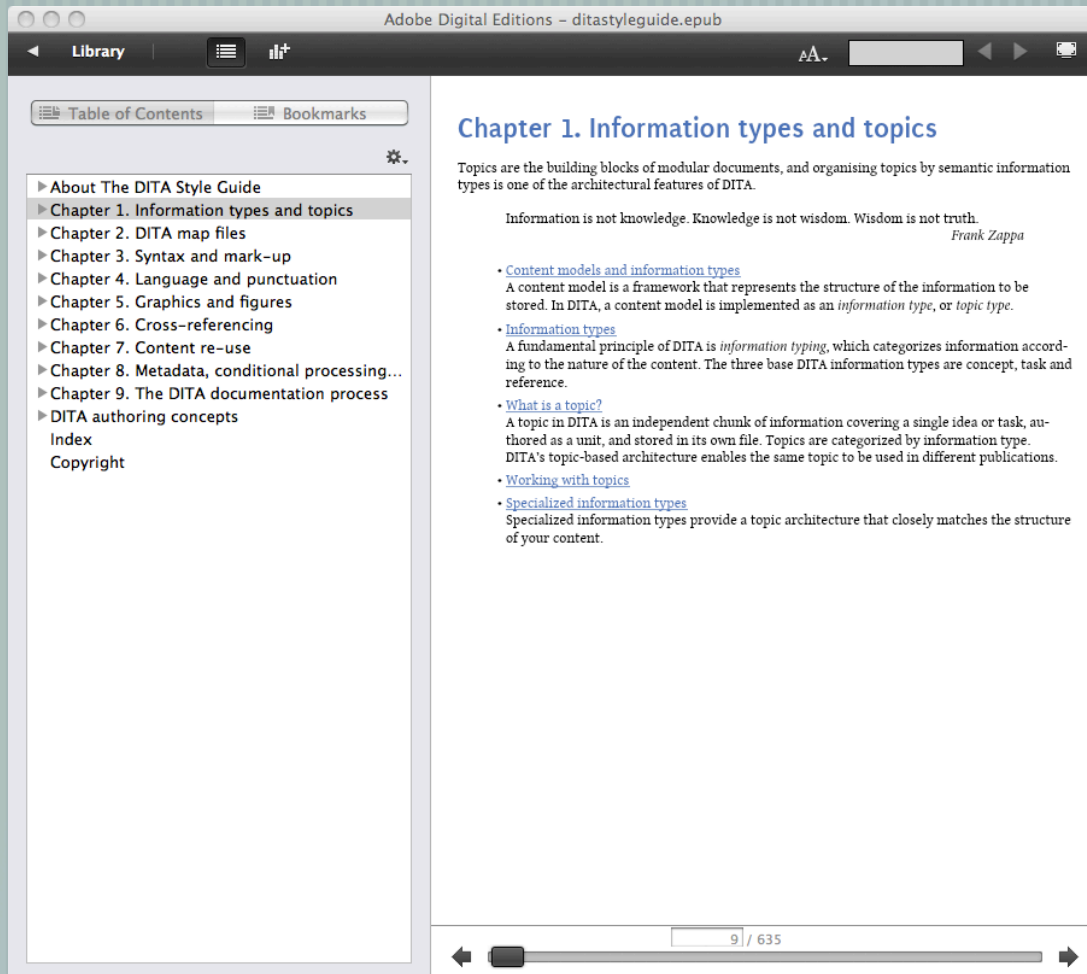 Adobe Digital Editions – ditastyleguide.epub
Library
AA
Table of Contents
Bookmarks
About The DITA Style Guide
Chapter 1. Information types and topics
Chapter 2. DITA map files
Chapter 3. Syntax and mark-up
Chapter 4. Language and punctuation
Chapter 5. Graphics and figures
Chapter 6. Cross-referencing
Chapter 7. Content re-use
Chapter 8. Metadata, conditional processing...
Chapter 9. The DITA documentation process
DITA authoring concepts
Index
Copyright
Chapter 1. Information types and topics
Topics are the building blocks of modular documents, and organising topics by semantic information
types is one of the architectural features of DITA.
Information is not knowledge. Knowledge is not wisdom. Wisdom is not truth.
Frank Zappa
• Content models and information types
A content model is a framework that represents the structure of the information to be
stored. In DITA, a content model is implemented as an information type, or topic type.
• Information types
A fundamental principle of DITA is information typing, which categorizes information accord-
ing to the nature of the content. The three base DITA information types are concept, task and
reference.
• What is a topic?
A topic in DITA is an independent chunk of information covering a single idea or task, au-
thored as a unit, and stored in its own file. Topics are categorized by information type.
DITA's topic-based architecture enables the same topic to be used in different publications.
• Working with topics
• Specialized information types
Specialized information types provide a topic architecture that closely matches the structure
of your content.
9 / 635